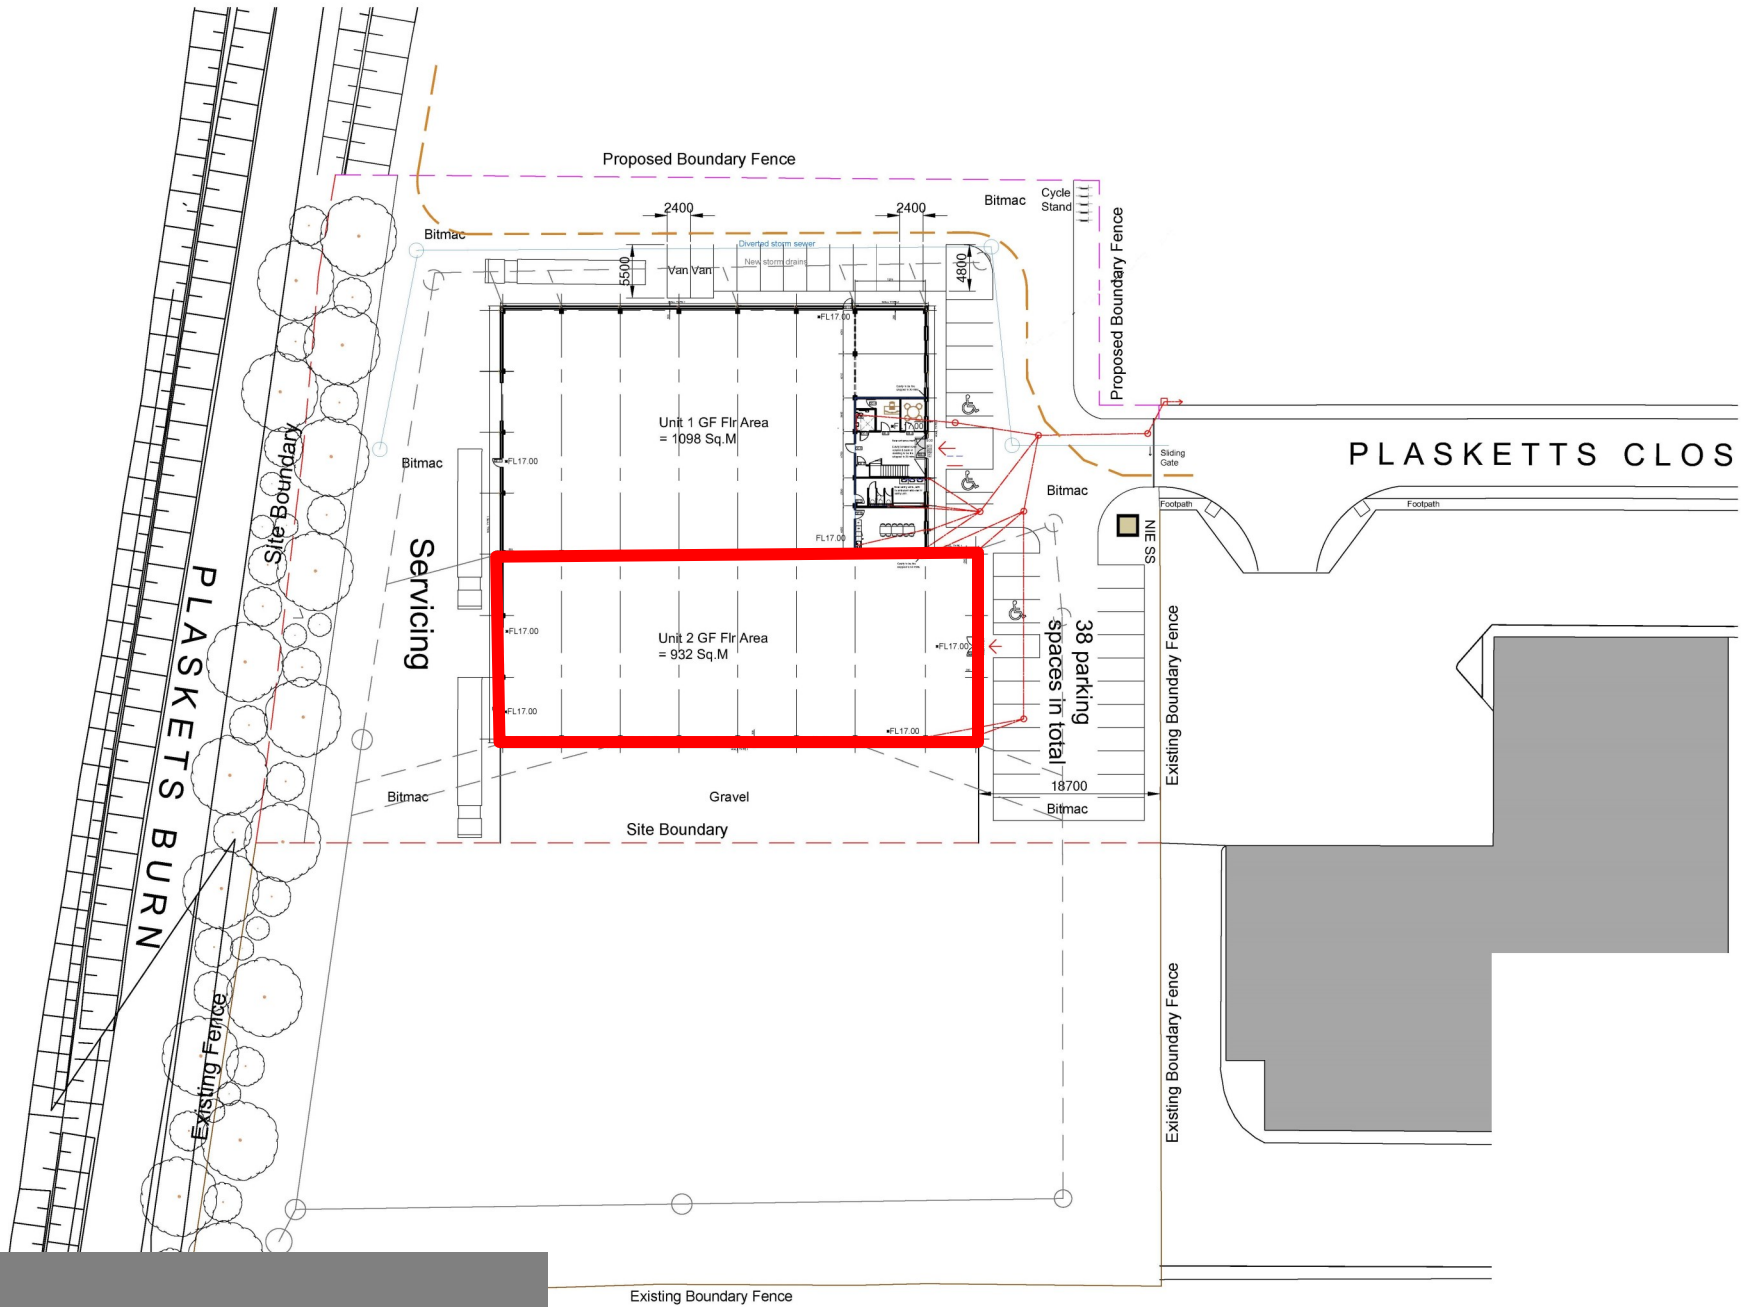 Proposed Boundary Fence
Bitmac
Cycle
Stand
2400
2400
Bitmac
Diverted storm sewer
New storm drains
5500
Van Van
4800
Proposed Boundary Fence
FL17.00
Unit 1 GF Flr Area
= 1098 Sq.M
FL17.00
PLASKETTS CLOS
Site Boundary
Bitmac
FL17.00
Sliding
Gate
Bitmac
Footpath
Footpath
NIE SS
FL17.00
Servicing
PLASKETS BURN
FL17.00
Unit 2 GF Flr Area
= 932 Sq.M
FL17.00
38 parking
spaces in total
Existing Boundary Fence
FL17.00
FL17.00
18700
Bitmac
Gravel
Bitmac
Site Boundary
Existing Fence
Existing Boundary Fence
Existing Boundary Fence